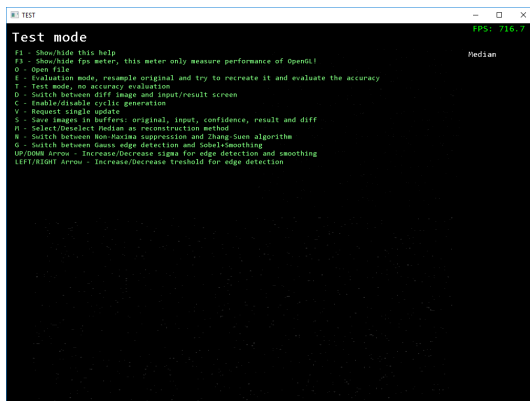 TEST
FPS: 716.7
Test mode
Median
F1 - Show/hide this help
F3 - Show/hide fps meter, this meter only measure performance of OpenGL!
O - Open file
E - Evaluation mode, resample original and try to recreate it and evaluate the accuracy
T - Test mode, no accuracy evaluation
D - Switch between diff image and input/result screen
C - Enable/disable cyclic generation
V - Request single update
S - Save images in buffers: original, input, confidence, result and diff
M - Select/Deselect Median as reconstruction method
N - Switch between Non-Maxima suppression and Zhang-Suen algorithm
G - Switch between Gauss edge detection and Sobel+Smoothing
UP/DOWN Arrow - Increase/Decrease sigma for edge detection and smoothing
LEFT/RIGHT Arrow - Increase/Decrease treshold for edge detection